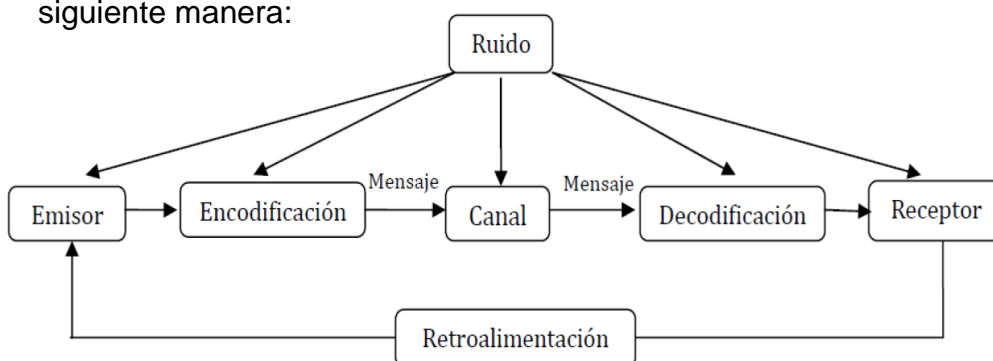 siguiente manera:
Ruido
Mensaje
Mensaje
Emisor
Encodificación
Canal
Decodificación
Receptor
Retroalimentación